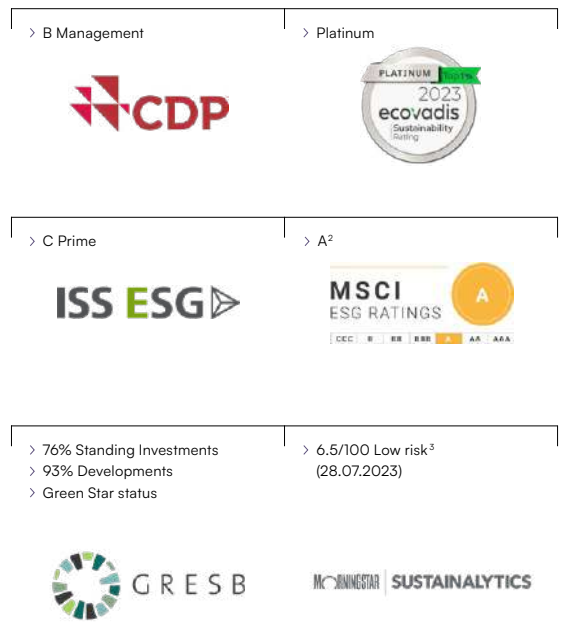 > B Management
CDP
> Platinum
PLATINUM Top 1%
2023
ecovadis
Sustainability
Rating
> C Prime
ISS ESG
> A²
MSCI
ESG RATINGS
A
CCC B BB BBB A AA AAA
> 76% Standing Investments
> 93% Developments
> Green Star status
GRESB
> 6.5/100 Low risk³
(28.07.2023)
MORNINGSTAR | SUSTAINALYTICS